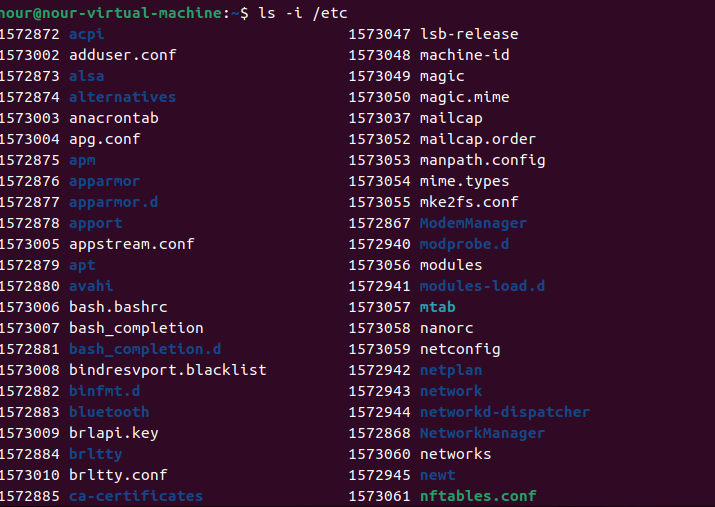 nour@nour-virtual-machine:~$ ls -i /etc
1572872 acpi 1573047 lsb-release
1573002 adduser.conf 1573048 machine-id
1572873 alsa 1573049 magic
1572874 alternatives 1573050 magic.mime
1573003 anacrontab 1573037 mailcap
1573004 apg.conf 1573052 mailcap.order
1572875 apm 1573053 manpath.config
1572876 apparmor 1573054 mime.types
1572877 apparmor.d 1573055 mke2fs.conf
1572878 apport 1572867 ModemManager
1573005 appstream.conf 1572940 modprobe.d
1572879 apt 1573056 modules
1572880 avahi 1572941 modules-load.d
1573006 bash.bashrc 1573057 mtab
1573007 bash_completion 1573058 nanorc
1572881 bash_completion.d 1573059 netconfig
1573008 bindresvport.blacklist 1572942 netplan
1572882 binfmt.d 1572943 network
1572883 bluetooth 1572944 networkd-dispatcher
1573009 brlapi.key 1572868 NetworkManager
1572884 brltty 1573060 networks
1573010 brltty.conf 1572945 newt
1572885 ca-certificates 1573061 nftables.conf